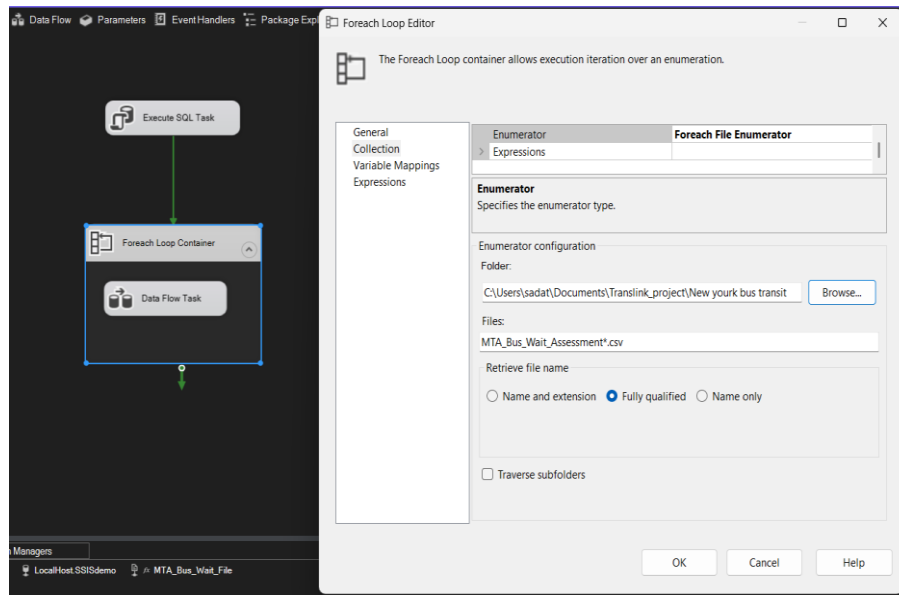 Data Flow Parameters Event Handlers Package Expl
Foreach Loop Editor
The Foreach Loop container allows execution iteration over an enumeration.
Execute SQL Task
Foreach Loop Container
Data Flow Task
General
Collection
Variable Mappings
Expressions
Enumerator Foreach File Enumerator
Expressions
Enumerator
Specifies the enumerator type.
Enumerator configuration
Folder:
C:\Users\sadat\Documents\Translink_project\New yourk bus transit Browse...
Files:
MTA_Bus_Wait_Assessment*.csv
Retrieve file name
Name and extension Fully qualified Name only
Traverse subfolders
n Managers
LocalHost.SSISdemo fx MTA_Bus_Wait_File
OK Cancel Help